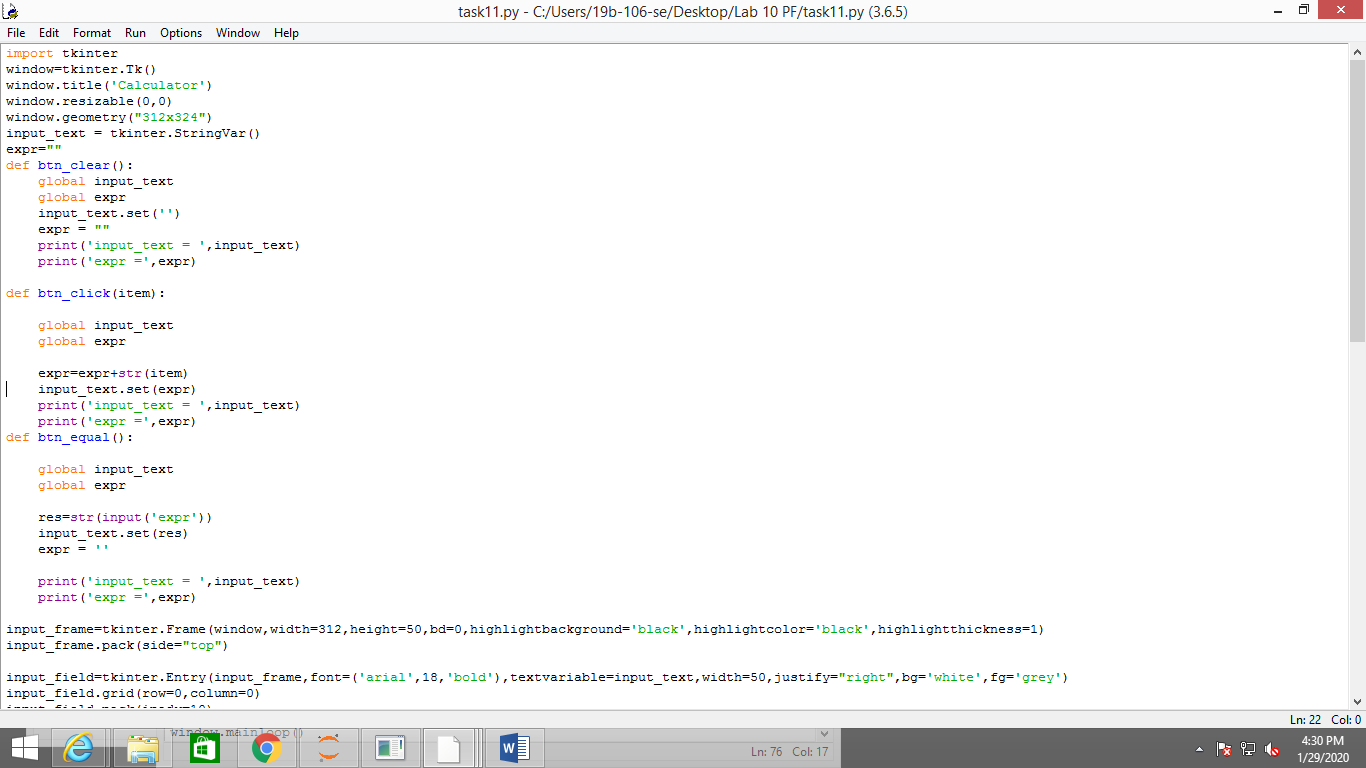 task11.py - C:/Users/19b-106-se/Desktop/Lab 10 PF/task11.py (3.6.5)
File Edit Format Run Options Window Help
import tkinter
window=tkinter.Tk()
window.title('Calculator')
window.resizable(0,0)
window.geometry("312x324")
input_text = tkinter.StringVar()
expr=""
def btn_clear():
    global input_text
    global expr
    input_text.set('')
    expr = ""
    print('input_text = ',input_text)
    print('expr =',expr)
def btn_click(item):
    global input_text
    global expr
    expr=expr+str(item)
    input_text.set(expr)
    print('input_text = ',input_text)
    print('expr =',expr)
def btn_equal():
    global input_text
    global expr
    res=str(input('expr'))
    input_text.set(res)
    expr = ''
    print('input_text = ',input_text)
    print('expr =',expr)
input_frame=tkinter.Frame(window,width=312,height=50,bd=0,highlightbackground='black',highlightcolor='black',highlightthickness=1)
input_frame.pack(side="top")
input_field=tkinter.Entry(input_frame,font=('arial',18,'bold'),textvariable=input_text,width=50,justify="right",bg='white',fg='grey')
input_field.grid(row=0,column=0)
Ln: 22 Col: 0
window.mainloop()
Ln: 76 Col: 17
4:30 PM
1/29/2020